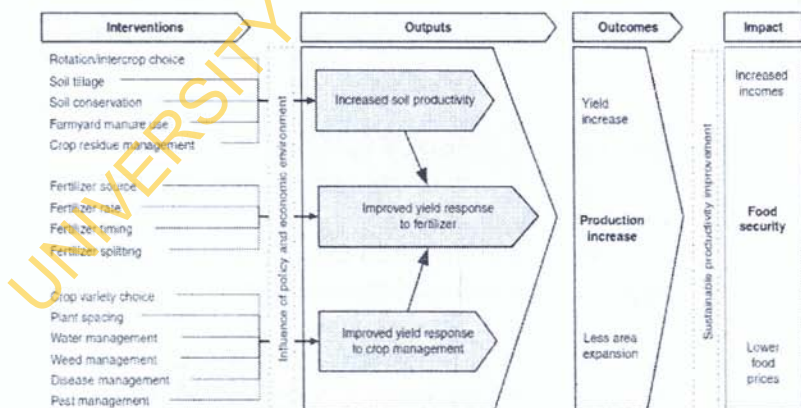 Interventions
Outputs
Outcomes
Impact
Rotation/intercrop choice
Soil tillage
Soil conservation
Farmyard manure use
Crop residue management
Fertilizer source
Fertilizer rate
Fertilizer timing
Fertilizer splitting
Crop variety choice
Plant spacing
Water management
Weed management
Disease management
Pest management
Influence of policy and economic environment
Increased soil productivity
Improved yield response
to fertilizer
Improved yield response
to crop management
Yield
increase
Production
increase
Less area
expansion
Sustainable productivity improvement
Increased
incomes
Food
security
Lower
food
prices
UNIVERSITY